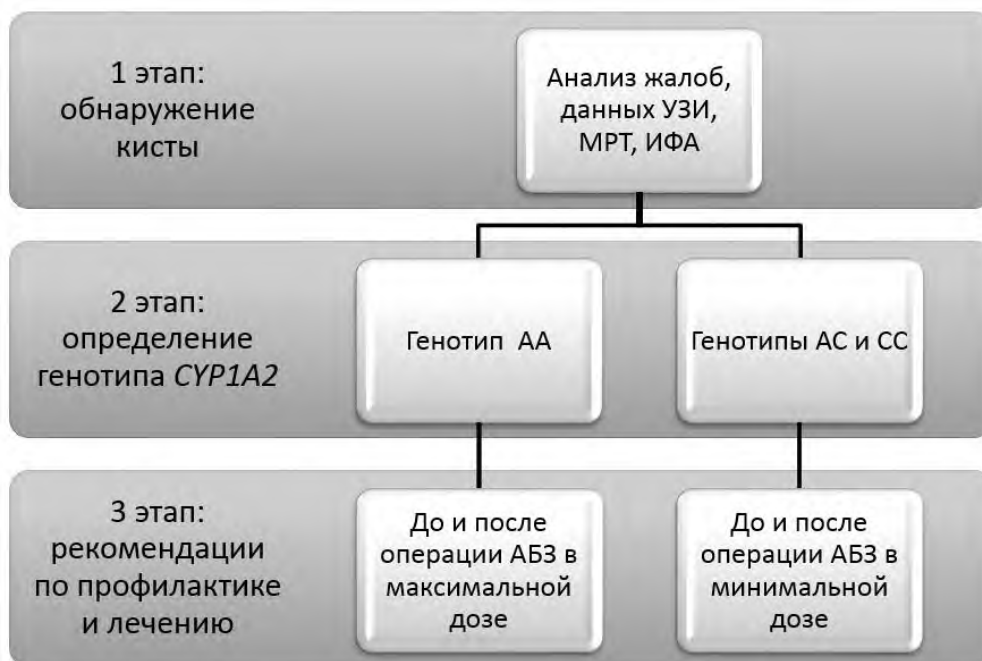 1 этап:
обнаружение
кисты
Анализ жалоб,
данных УЗИ,
МРТ, ИФА
2 этап:
определение
генотипа CYP1A2
Генотип АА
Генотипы АС и СС
3 этап:
рекомендации
по профилактике
и лечению
До и после
операции АБЗ в
максимальной
дозе
До и после
операции АБЗ в
минимальной
дозе